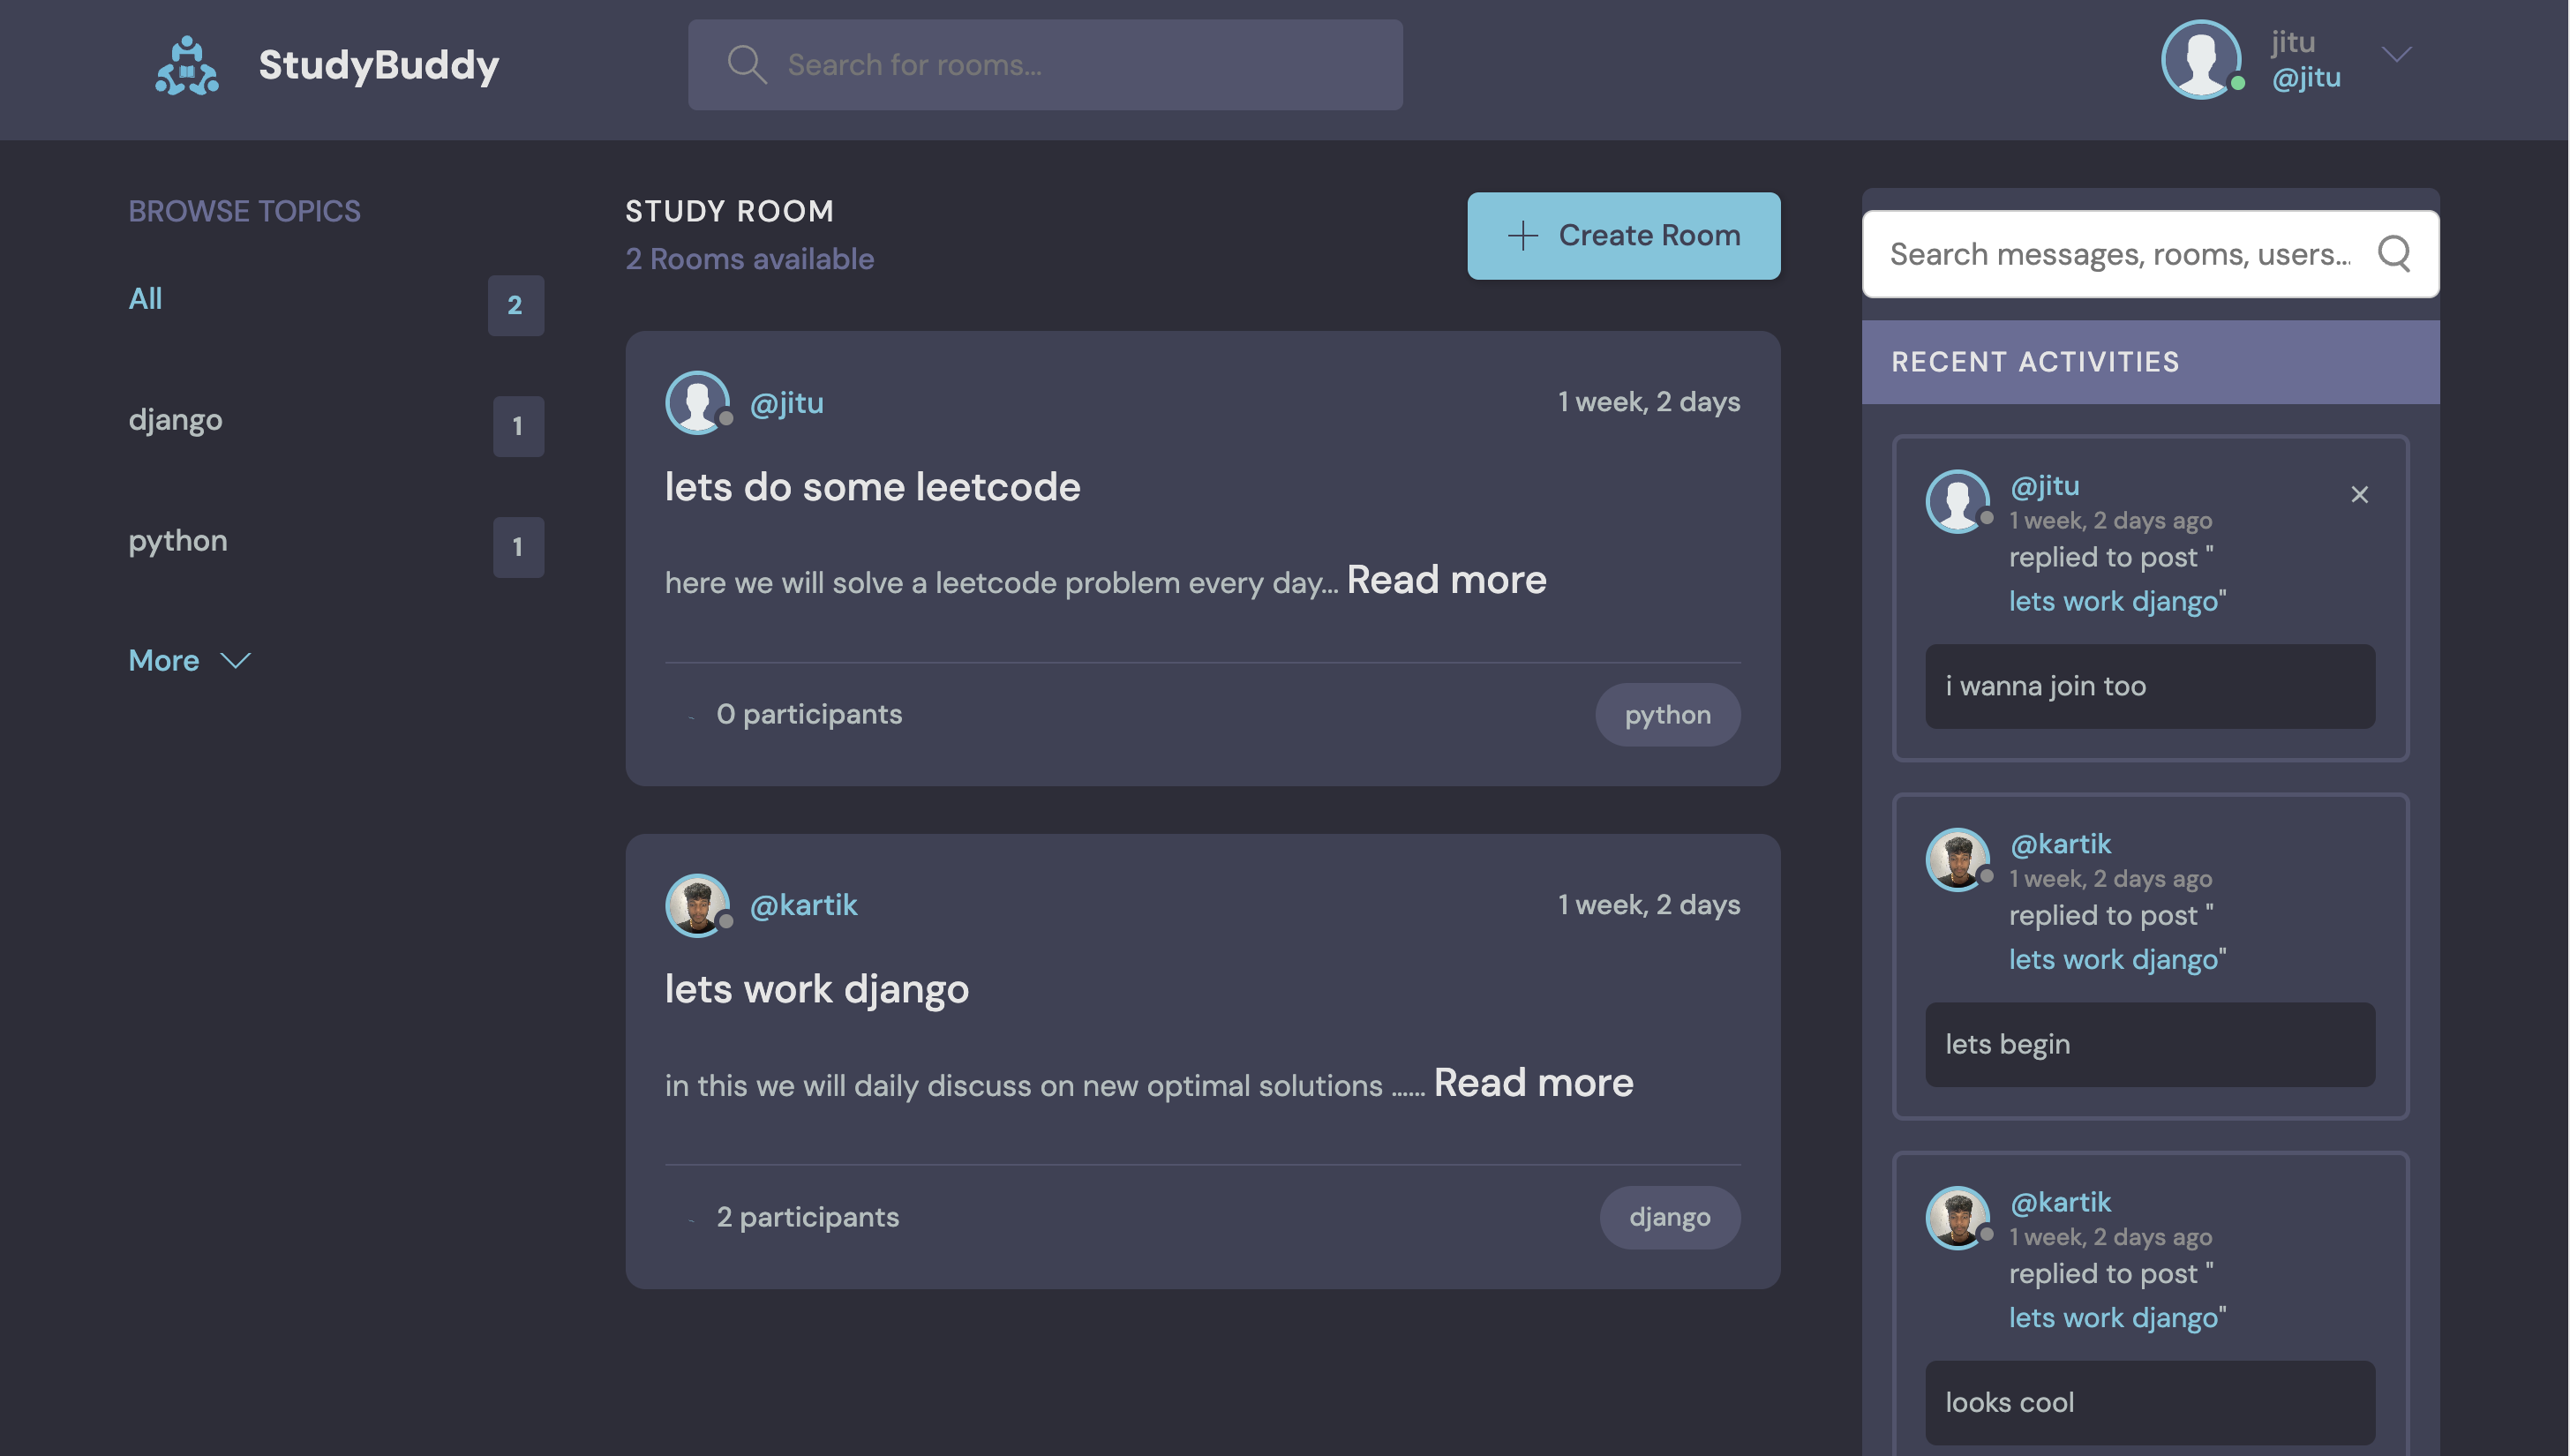 StudyBuddy
Search for rooms...
jitu
@jitu
BROWSE TOPICS
All
2
django
1
python
1
More
STUDY ROOM
2 Rooms available
Create Room
@jitu
1 week, 2 days
lets do some leetcode
here we will solve a leetcode problem every day... Read more
0 participants
python
@kartik
1 week, 2 days
lets work django
in this we will daily discuss on new optimal solutions ...... Read more
2 participants
django
Search messages, rooms, users...
RECENT ACTIVITIES
@jitu
1 week, 2 days ago
replied to post "
lets work django"
i wanna join too
@kartik
1 week, 2 days ago
replied to post "
lets work django"
lets begin
@kartik
1 week, 2 days ago
replied to post "
lets work django"
looks cool